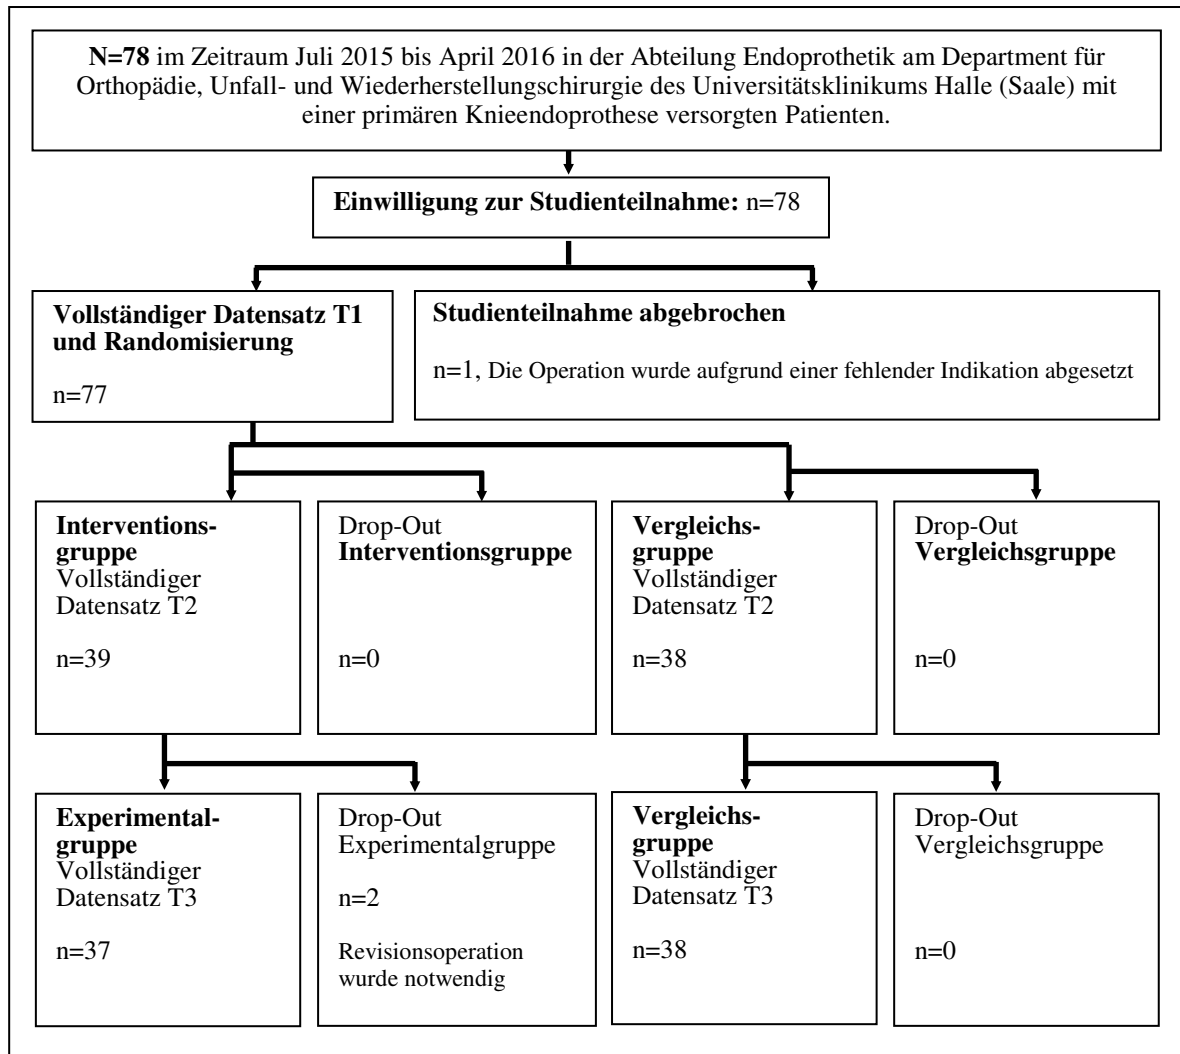 N=78 im Zeitraum Juli 2015 bis April 2016 in der Abteilung Endoprothetik am Department für
Orthopädie, Unfall- und Wiederherstellungschirurgie des Universitätsklinikums Halle (Saale) mit
einer primären Knieendoprothese versorgten Patienten.
Einwilligung zur Studienteilnahme: n=78
Vollständiger Datensatz T1
und Randomisierung
n=77
Studienteilnahme abgebrochen
n=1, Die Operation wurde aufgrund einer fehlender Indikation abgesetzt
Interventions-
gruppe
Vollständiger
Datensatz T2
n=39
Drop-Out
Interventionsgruppe
n=0
Vergleichs-
gruppe
Vollständiger
Datensatz T2
n=38
Drop-Out
Vergleichsgruppe
n=0
Experimental-
gruppe
Vollständiger
Datensatz T3
n=37
Drop-Out
Experimentalgruppe
n=2
Revisionsoperation
wurde notwendig
Vergleichs-
gruppe
Vollständiger
Datensatz T3
n=38
Drop-Out
Vergleichsgruppe
n=0